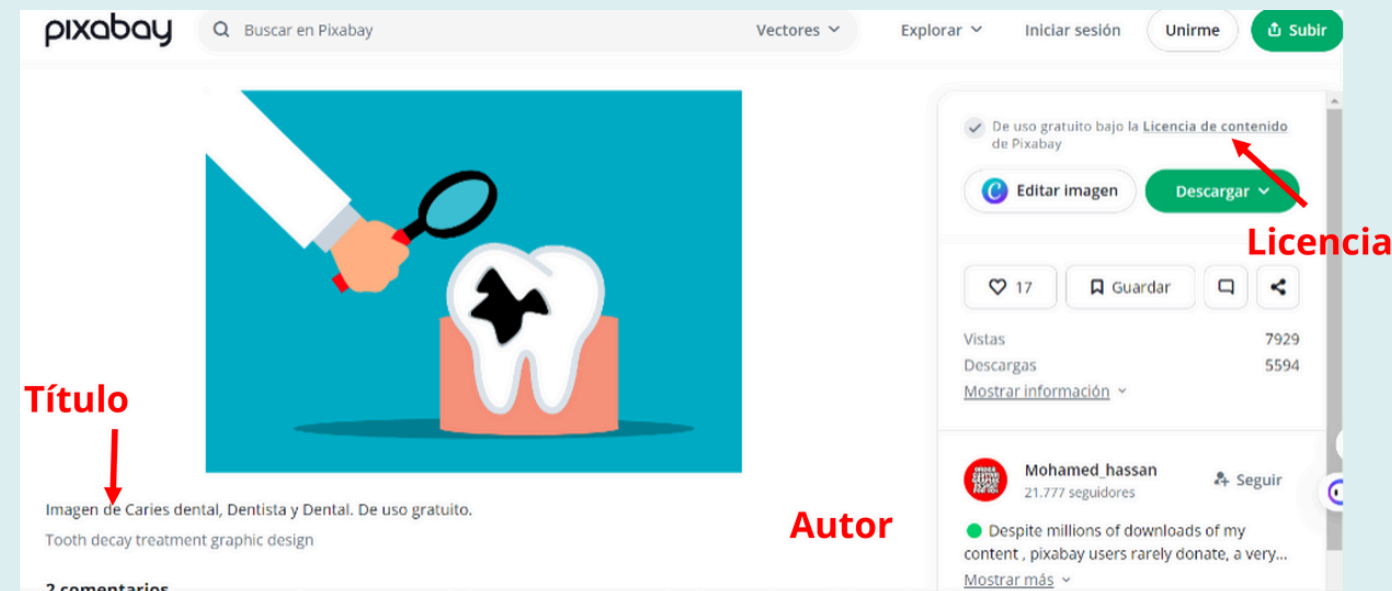 pixabay
Buscar en Pixabay
Vectores
Explorar
Iniciar sesión
Unirme
Subir
De uso gratuito bajo la Licencia de contenido
de Pixabay
Editar imagen
Descargar
Licencia
17
Guardar
Vistas 7929
Descargas 5594
Mostrar información
Título
Imagen de Caries dental, Dentista y Dental. De uso gratuito.
Tooth decay treatment graphic design
2 comentarios
Autor
Mohamed_hassan
21.777 seguidores
Seguir
Despite millions of downloads of my
content , pixabay users rarely donate, a very...
Mostrar más